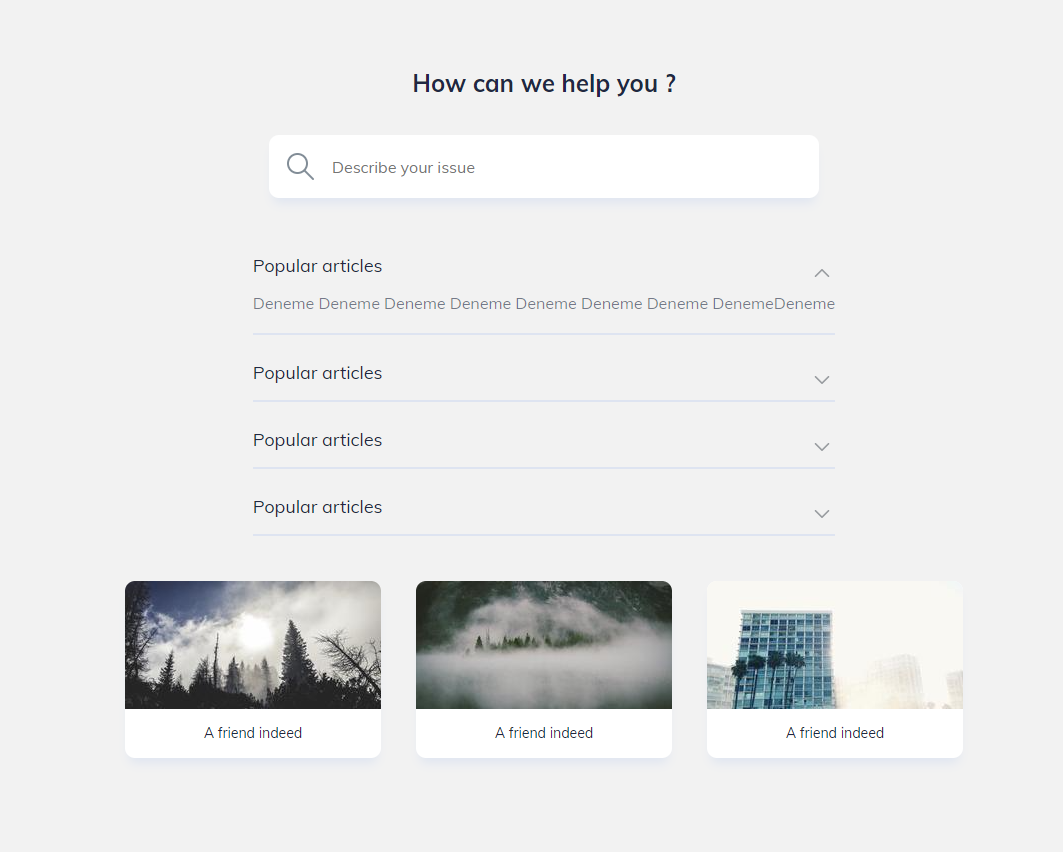 How can we help you ?
Describe your issue
Popular articles
Deneme Deneme Deneme Deneme Deneme Deneme Deneme DenemeDeneme
Popular articles
Popular articles
Popular articles
A friend indeed
A friend indeed
A friend indeed